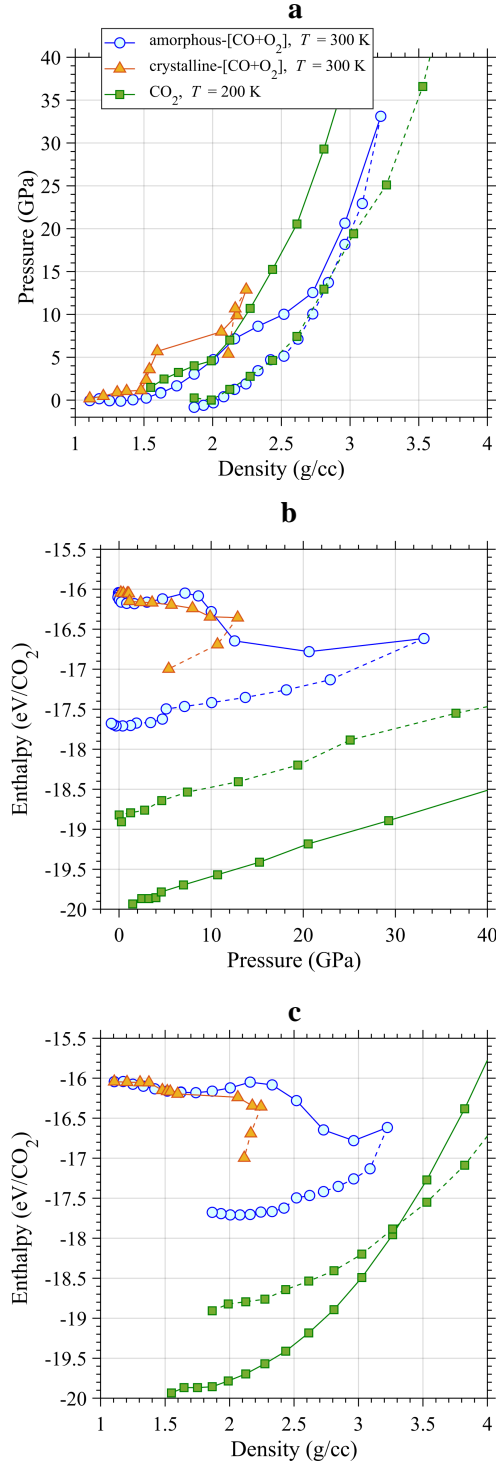 a
amorphous-[CO+O2], T = 300 K
crystalline-[CO+O2], T = 300 K
CO2, T = 200 K
40
35
30
25
20
15
10
5
0
Pressure (GPa)
1 1.5 2 2.5 3 3.5 4
Density (g/cc)
b
-15.5
-16
-16.5
-17
-17.5
-18
-18.5
-19
-19.5
-20
Enthalpy (eV/CO2)
0 10 20 30 40
Pressure (GPa)
c
-15.5
-16
-16.5
-17
-17.5
-18
-18.5
-19
-19.5
-20
Enthalpy (eV/CO2)
1 1.5 2 2.5 3 3.5 4
Density (g/cc)